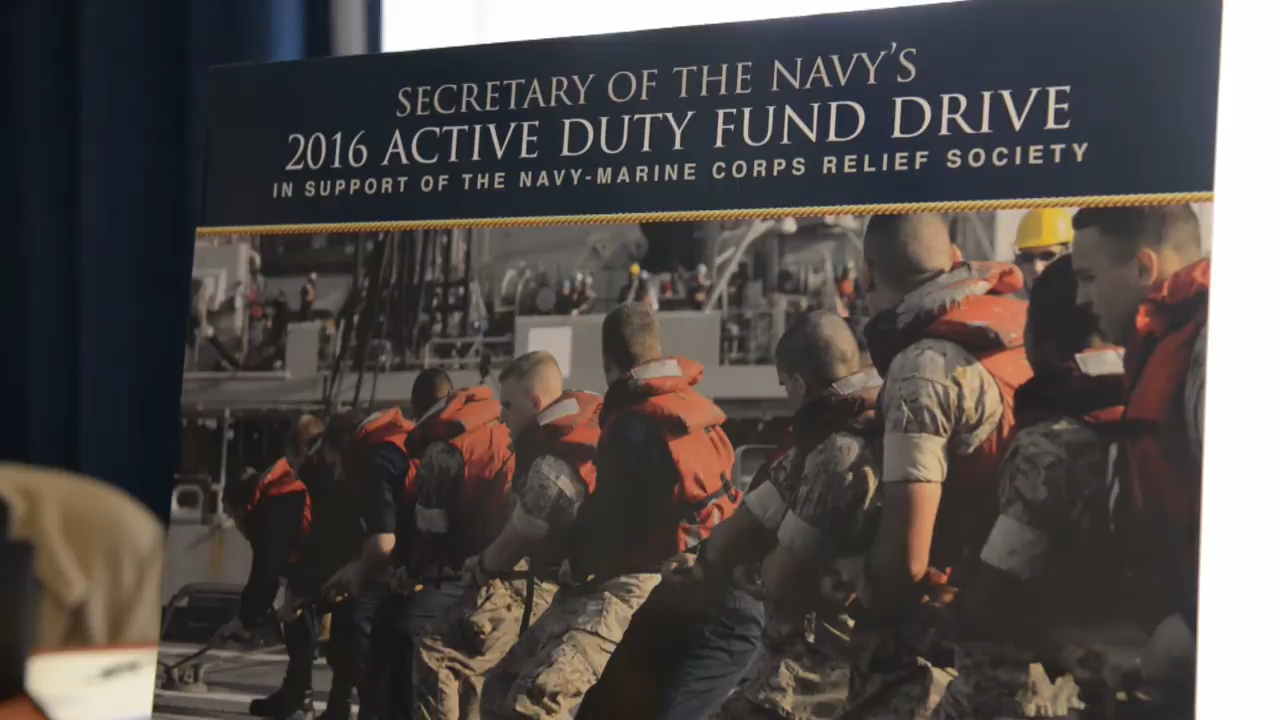 SECRETARY OF THE NAVY'S
2016 ACTIVE DUTY FUND DRIVE
IN SUPPORT OF THE NAVY-MARINE CORPS RELIEF SOCIETY